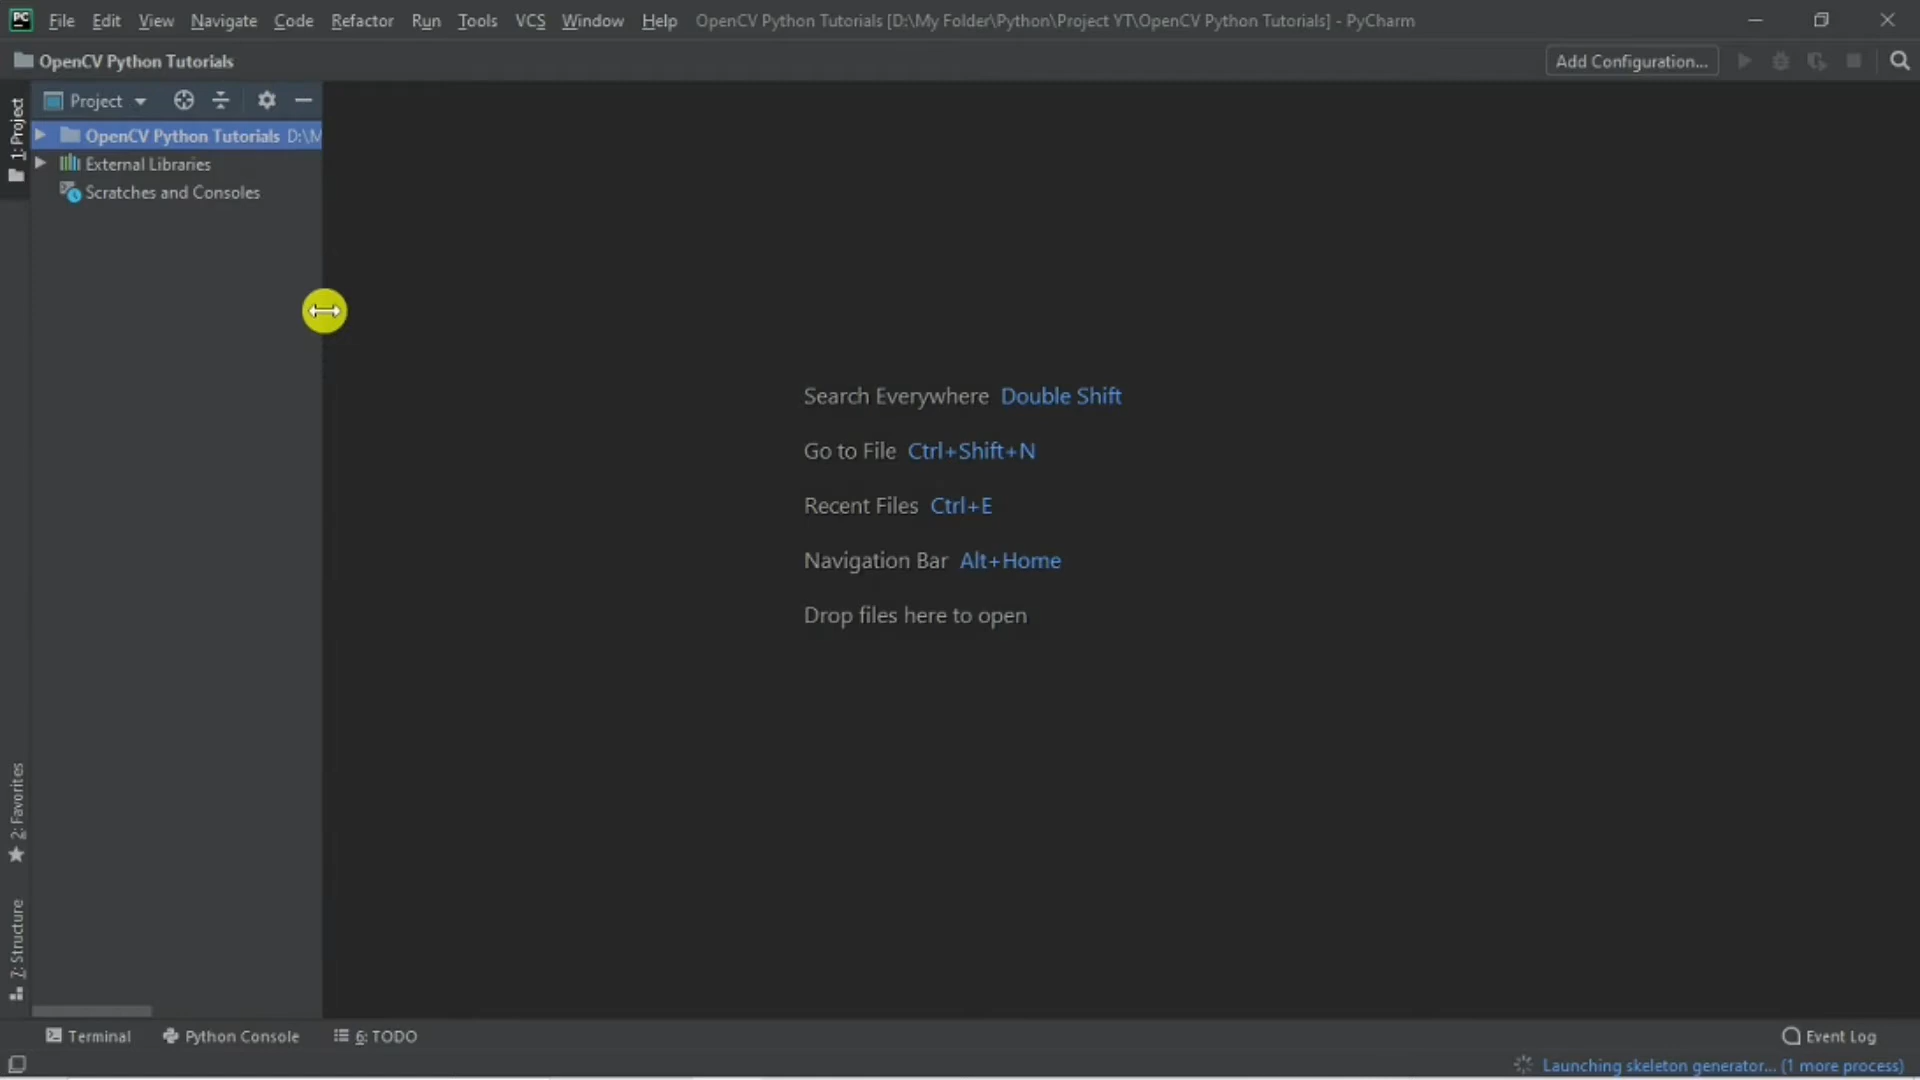 PC File Edit View Navigate Code Refactor Run Tools VCS Window Help OpenCV Python Tutorials [D:\My Folder\Python\Project YT\OpenCV Python Tutorials] - PyCharm
OpenCV Python Tutorials
Add Configuration...
1: Project
Project
OpenCV Python Tutorials D:\M
External Libraries
Scratches and Consoles
Search Everywhere Double Shift
Go to File Ctrl+Shift+N
Recent Files Ctrl+E
Navigation Bar Alt+Home
Drop files here to open
2: Favorites
7: Structure
Terminal Python Console 6: TODO
Event Log
Launching skeleton generator... (1 more process)